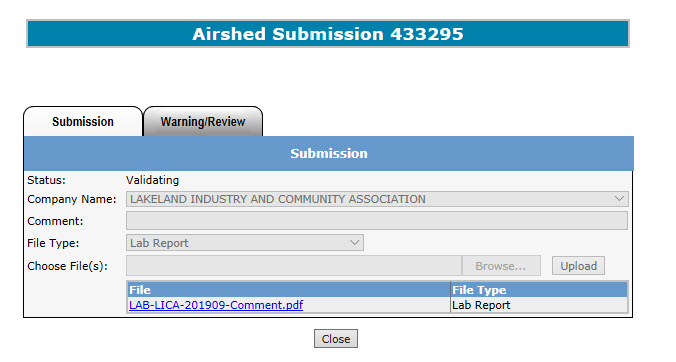 Airshed Submission 433295
Submission Warning/Review
Submission
Status: Validating
Company Name: LAKELAND INDUSTRY AND COMMUNITY ASSOCIATION
Comment:
File Type: Lab Report
Choose File(s): Browse... Upload
File File Type
LAB-LICA-201909-Comment.pdf Lab Report
Close